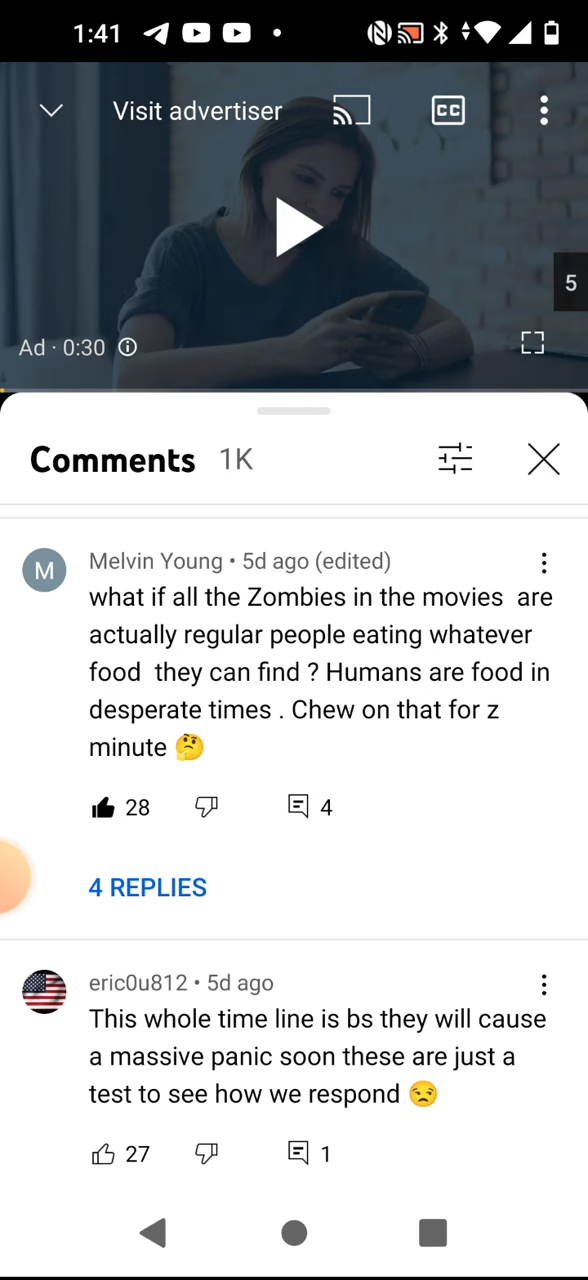 1:41
Visit advertiser
CC
5
Ad · 0:30
Comments 1K
M
Melvin Young • 5d ago (edited)
what if all the Zombies in the movies  are
actually regular people eating whatever
food  they can find ? Humans are food in
desperate times . Chew on that for z
minute 🤔
28 4
4 REPLIES
eric0u812 • 5d ago
This whole time line is bs they will cause
a massive panic soon these are just a
test to see how we respond 😒
27 1